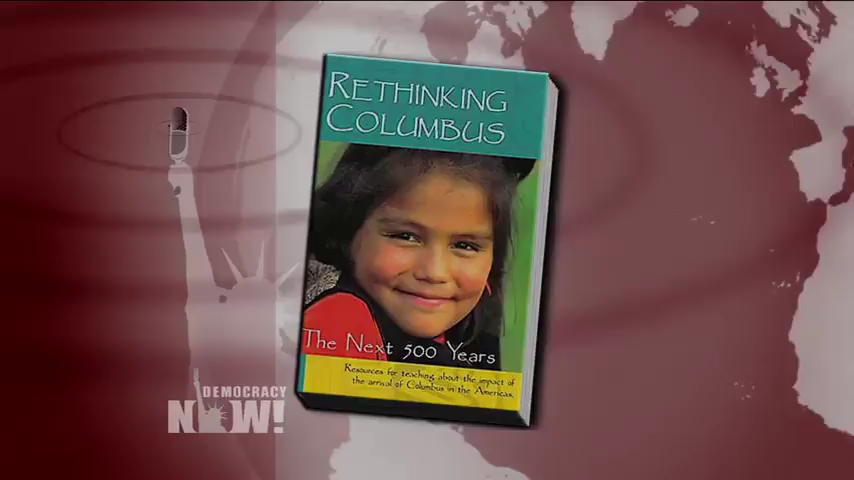 RETHINKING
COLUMBUS
The Next 500 Years
Resources for teaching about the impact of
the arrival of Columbus in the Americas.
DEMOCRACY
NOW!